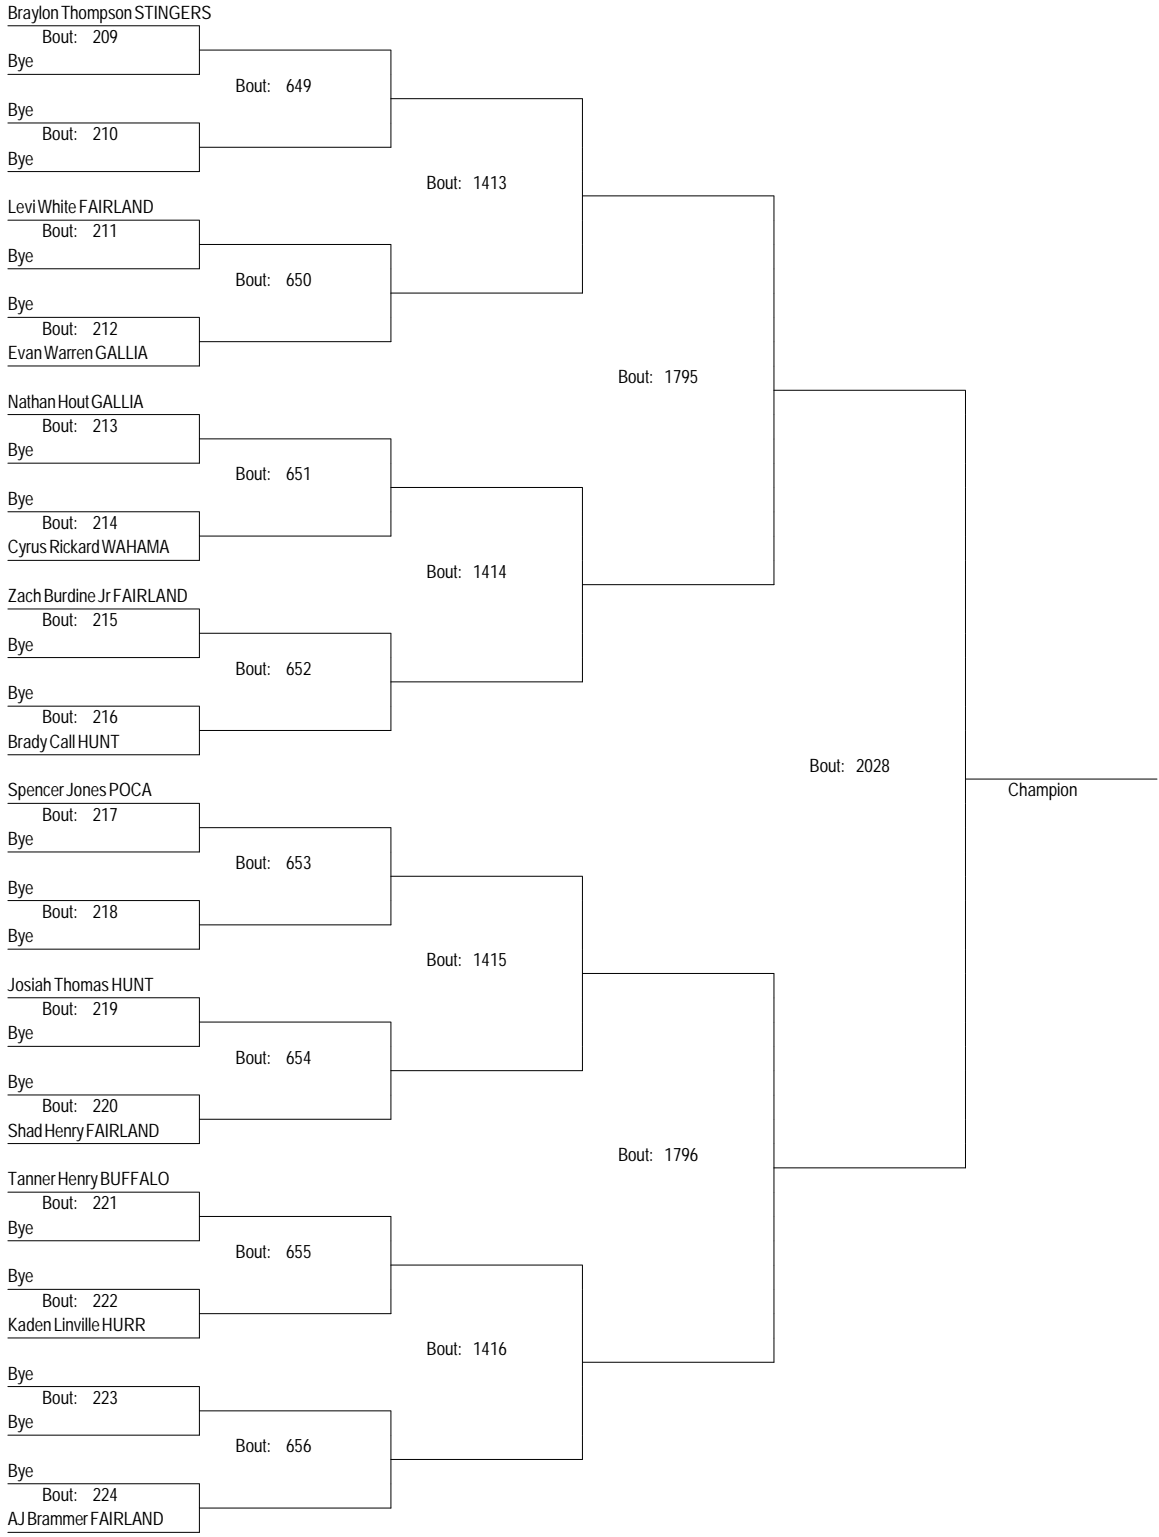 Braylon Thompson STINGERS
Bout: 209
Bye
Bout: 649
Bye
Bout: 210
Bye
Bout: 1413
Levi White FAIRLAND
Bout: 211
Bye
Bout: 650
Bye
Bout: 212
Evan Warren GALLIA
Bout: 1795
Nathan Hout GALLIA
Bout: 213
Bye
Bout: 651
Bye
Bout: 214
Cyrus Rickard WAHAMA
Bout: 1414
Zach Burdine Jr FAIRLAND
Bout: 215
Bye
Bout: 652
Bye
Bout: 216
Brady Call HUNT
Bout: 2028
Champion
Spencer Jones POCA
Bout: 217
Bye
Bout: 653
Bye
Bout: 218
Bye
Bout: 1415
Josiah Thomas HUNT
Bout: 219
Bye
Bout: 654
Bye
Bout: 220
Shad Henry FAIRLAND
Bout: 1796
Tanner Henry BUFFALO
Bout: 221
Bye
Bout: 655
Bye
Bout: 222
Kaden Linville HURR
Bout: 1416
Bye
Bout: 223
Bye
Bout: 656
Bye
Bout: 224
AJ Brammer FAIRLAND